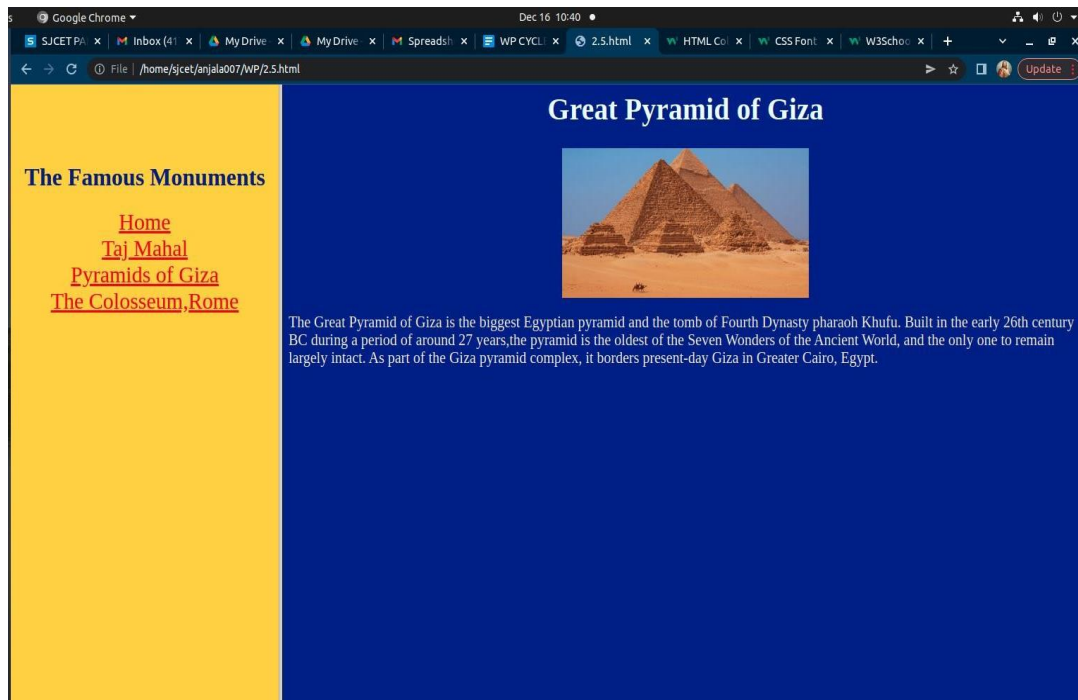 s Google Chrome Dec 16 10:40
SJCET PA Inbox (41 My Drive - My Drive - Spreadsh WP CYCL 2.5.html HTML Col CSS Font W3Schoo
File /home/sjcet/anjala007/WP/2.5.html Update
Great Pyramid of Giza
The Famous Monuments
Home
Taj Mahal
Pyramids of Giza
The Colosseum,Rome
The Great Pyramid of Giza is the biggest Egyptian pyramid and the tomb of Fourth Dynasty pharaoh Khufu. Built in the early 26th century
BC during a period of around 27 years,the pyramid is the oldest of the Seven Wonders of the Ancient World, and the only one to remain
largely intact. As part of the Giza pyramid complex, it borders present-day Giza in Greater Cairo, Egypt.